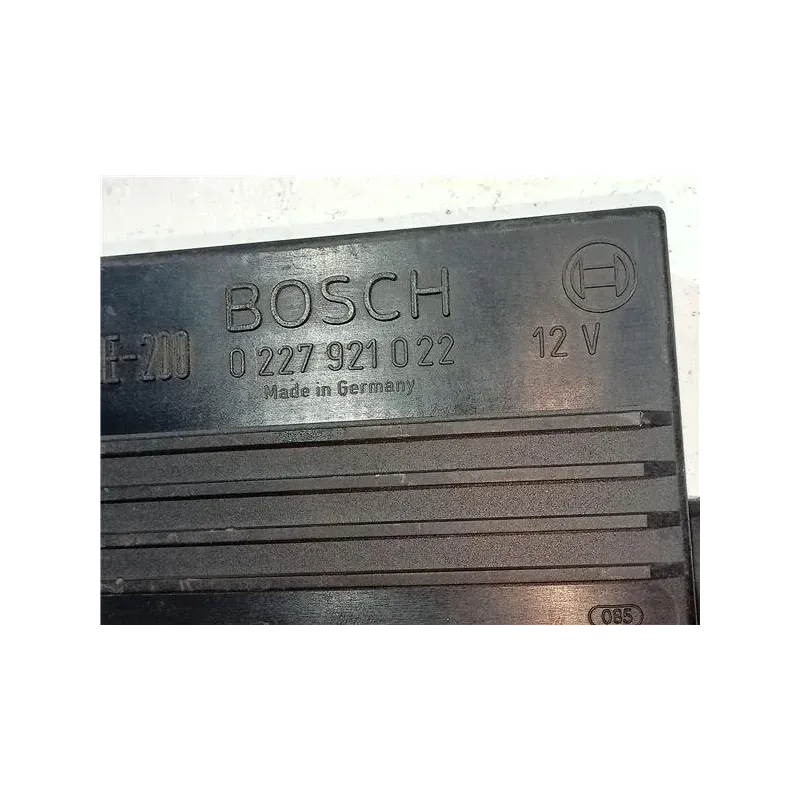 BOSCH
E-200 0 227 921 022 12 V
Made in Germany
085